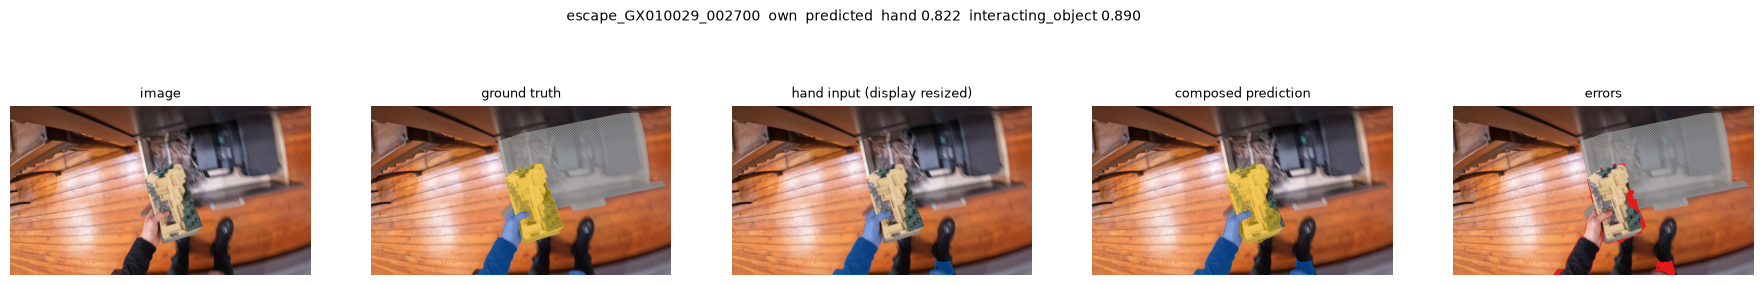 escape_GX010029_002700  own  predicted  hand 0.822  interacting_object 0.890
image
ground truth
hand input (display resized)
composed prediction
errors